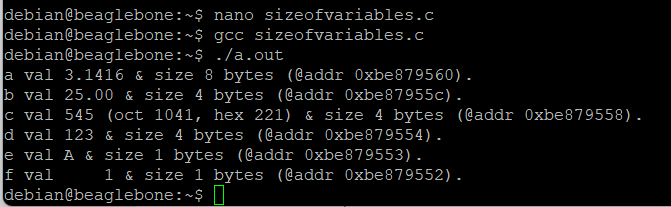 debian@beaglebone:~$ nano sizeofvariables.c
debian@beaglebone:~$ gcc sizeofvariables.c
debian@beaglebone:~$ ./a.out
a val 3.1416 & size 8 bytes (@addr 0xbe879560).
b val 25.00 & size 4 bytes (@addr 0xbe87955c).
c val 545 (oct 1041, hex 221) & size 4 bytes (@addr 0xbe879558).
d val 123 & size 4 bytes (@addr 0xbe879554).
e val A & size 1 bytes (@addr 0xbe879553).
f val     1 & size 1 bytes (@addr 0xbe879552).
debian@beaglebone:~$